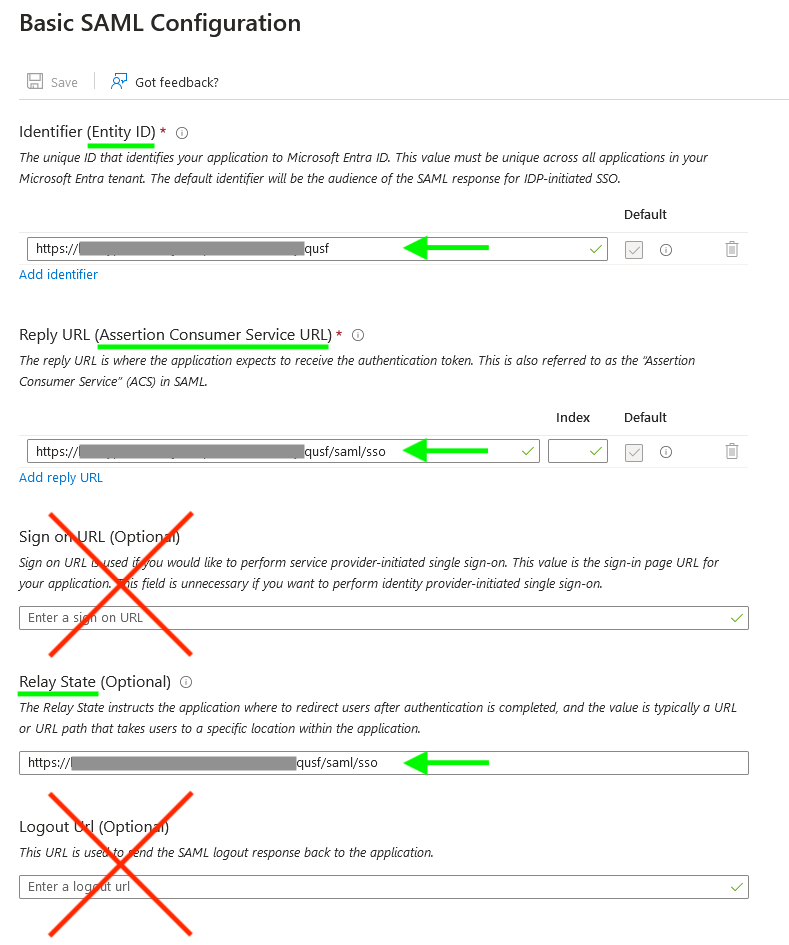 Basic SAML Configuration
Save
Got feedback?
Identifier (Entity ID) *
The unique ID that identifies your application to Microsoft Entra ID. This value must be unique across all applications in your
Microsoft Entra tenant. The default identifier will be the audience of the SAML response for IDP-initiated SSO.
Default
https:// qusf
Add identifier
Reply URL (Assertion Consumer Service URL) *
The reply URL is where the application expects to receive the authentication token. This is also referred to as the “Assertion
Consumer Service” (ACS) in SAML.
Index Default
https:// qusf/saml/sso
Add reply URL
Sign on URL (Optional)
Sign on URL is used if you would like to perform service provider-initiated single sign-on. This value is the sign-in page URL for
your application. This field is unnecessary if you want to perform identity provider-initiated single sign-on.
Enter a sign on URL
Relay State (Optional)
The Relay State instructs the application where to redirect users after authentication is completed, and the value is typically a URL
or URL path that takes users to a specific location within the application.
https:// qusf/saml/sso
Logout Url (Optional)
This URL is used to send the SAML logout response back to the application.
Enter a logout url